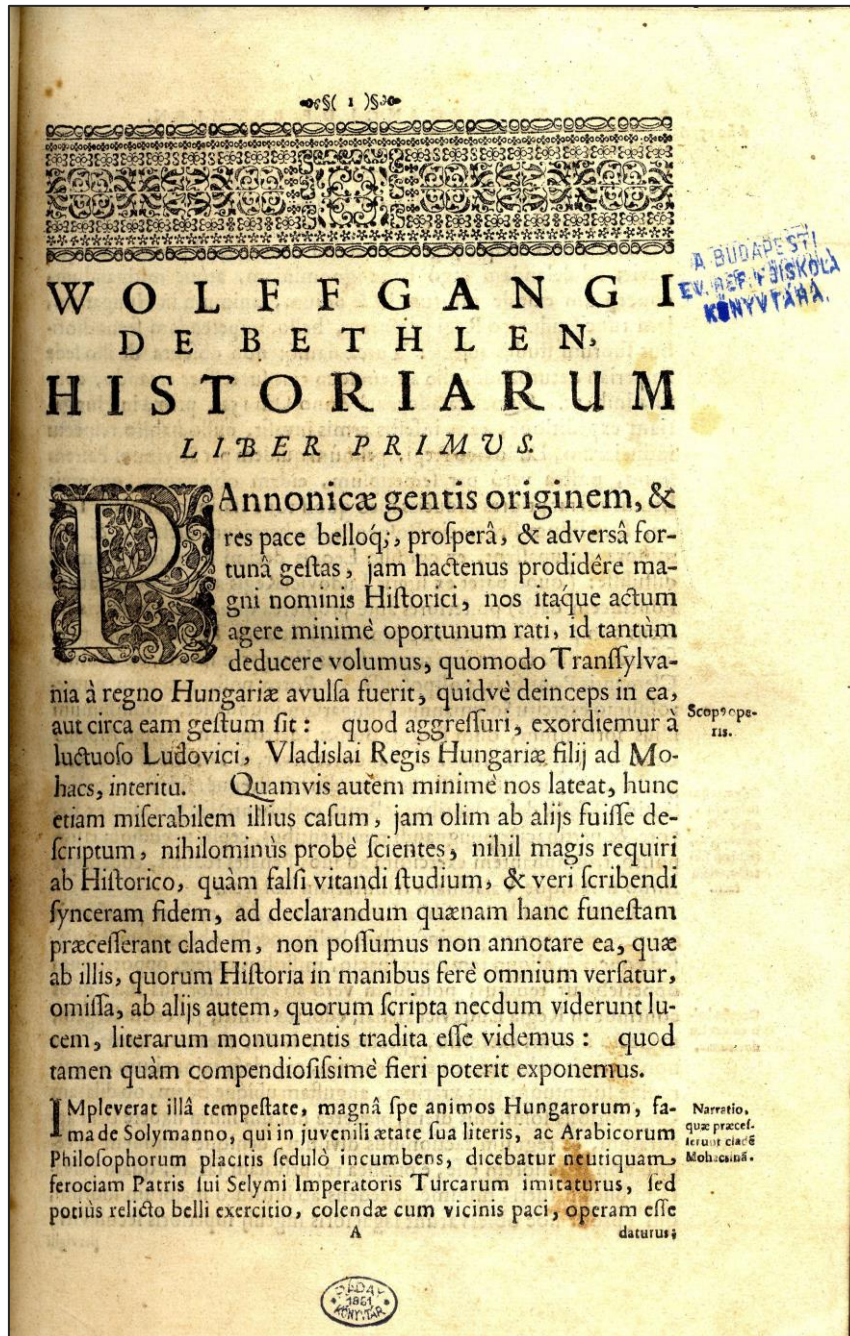 ( 1 )
WOLFFGANGI
DE BETHLEN,
HISTORIARUM
LIBER PRIMUS.
PAnnonicæ gentis originem, &
res pace belloq́;, proſperâ, & adversâ for-
tunâ geſtas, jam hactenus prodidêre ma-
gni nominis Hiſtorici, nos itáque actum
agere minimè oportunum rati, id tantùm
deducere volumus, quomodo Tranſſylva-
nia à regno Hungariæ avulſa fuerit, quidvè deinceps in ea,
aut circa eam geſtum ſit: quod aggreſſuri, exordiemur à
luctuoſo Ludovici, Vladislai Regis Hungariæ filij ad Mo-
hacs, interitu. Quamvis autem minimè nos lateat, hunc
etiam miſerabilem illius caſum, jam olim ab alijs fuiſſe de-
ſcriptum, nihilominùs probè ſcientes, nihil magis requiri
ab Hiſtorico, quàm falſi vitandi ſtudium, & veri ſcribendi
ſynceram fidem, ad declarandum quænam hanc funeſtam
præceſſerant cladem, non poſſumus non annotare ea, quæ
ab illis, quorum Hiſtoria in manibus ferè omnium verſatur,
omiſſa, ab alijs autem, quorum ſcripta necdum viderunt lu-
cem, literarum monumentis tradita eſſe videmus: quod
tamen quàm compendioſiſſimè fieri poterit exponemus.
IMpleverat illâ tempeſtate, magnâ ſpe animos Hungarorum, fa-
ma de Solymanno, qui in juvenili ætate ſua literis, ac Arabicorum
Philoſophorum placitis ſedulò incumbens, dicebatur neutiquam
ferociam Patris ſui Selymi Imperatoris Turcarum imitaturus, ſed
potiùs relicto belli exercitio, colendæ cum vicinis paci, operam eſſe
A
daturus;
Scopꝰ ope-
ris.
Narratio,
quæ præceſ-
ſerunt cladẽ
Mohacsinã.
A BUDAPESTI
EV. REF. FŐISKOLA
KÖNYVTÁRA.
RÁDAY
1861
KÖNYVTÁR